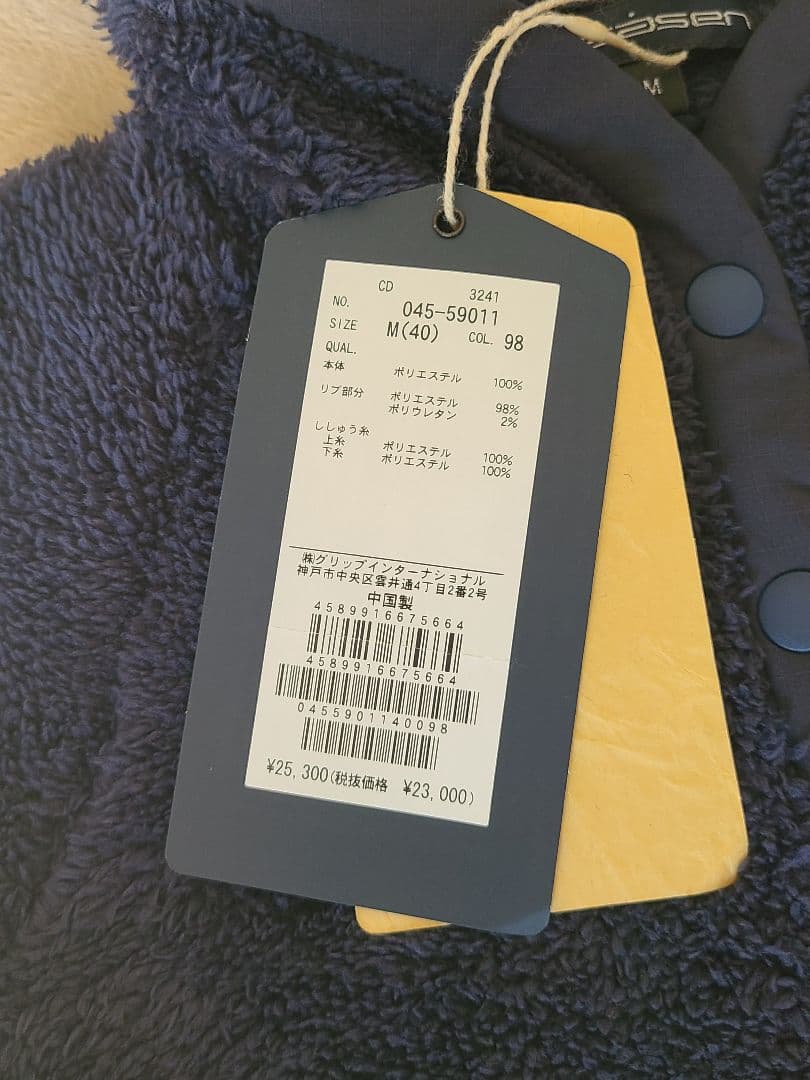 M
CD 3241
NO. 045-59011
SIZE M(40) COL. 98
QUAL.
本体 ポリエステル 100%
リブ部分 ポリエステル 98%
ポリウレタン 2%
ししゅう糸
上糸 ポリエステル 100%
下糸 ポリエステル 100%
㈱グリップインターナショナル
神戸市中央区雲井通4丁目2番2号
中国製
4589916675664
4589916675664
0455901140098
¥25,300(税抜価格 ¥23,000)